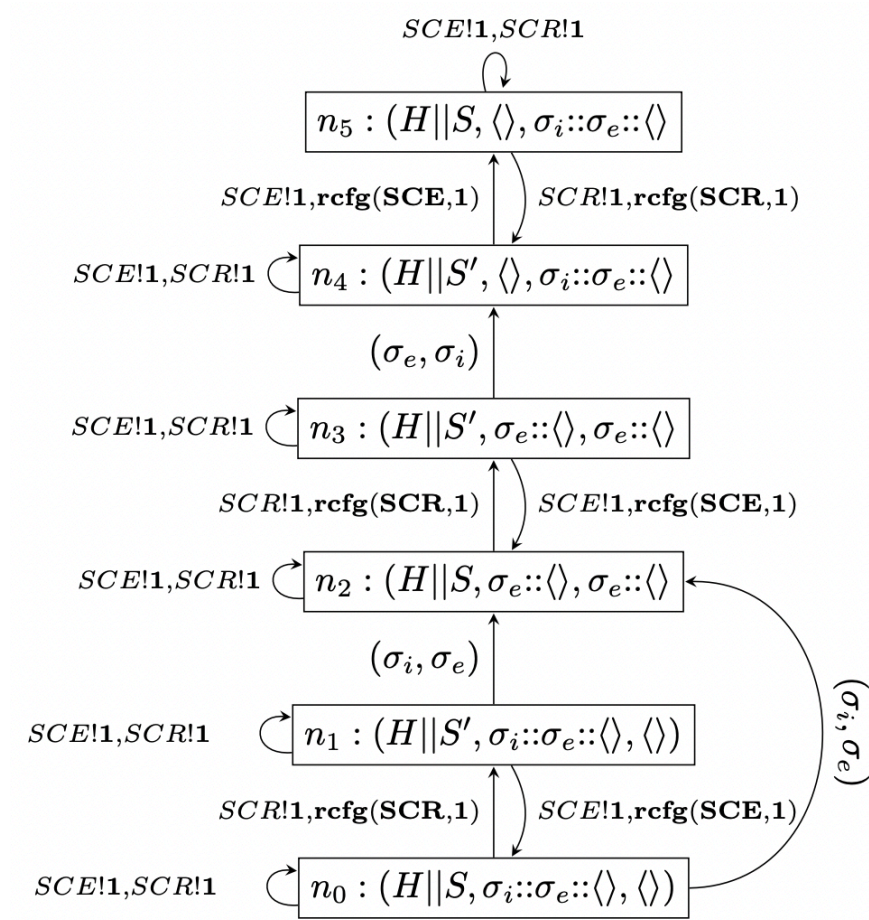 SCE!1,SCR!1
n₅ : (H||S, ⟨⟩, σᵢ::σₑ::⟨⟩
SCE!1,rcfg(SCE,1) SCR!1,rcfg(SCR,1)
SCE!1,SCR!1 n₄ : (H||S′, ⟨⟩, σᵢ::σₑ::⟨⟩
(σₑ, σᵢ)
SCE!1,SCR!1 n₃ : (H||S′, σₑ::⟨⟩, σₑ::⟨⟩
SCR!1,rcfg(SCR,1) SCE!1,rcfg(SCE,1)
SCE!1,SCR!1 n₂ : (H||S, σₑ::⟨⟩, σₑ::⟨⟩
(σᵢ, σₑ)
(σᵢ, σₑ)
SCE!1,SCR!1 n₁ : (H||S′, σᵢ::σₑ::⟨⟩, ⟨⟩)
SCR!1,rcfg(SCR,1) SCE!1,rcfg(SCE,1)
SCE!1,SCR!1 n₀ : (H||S, σᵢ::σₑ::⟨⟩, ⟨⟩)